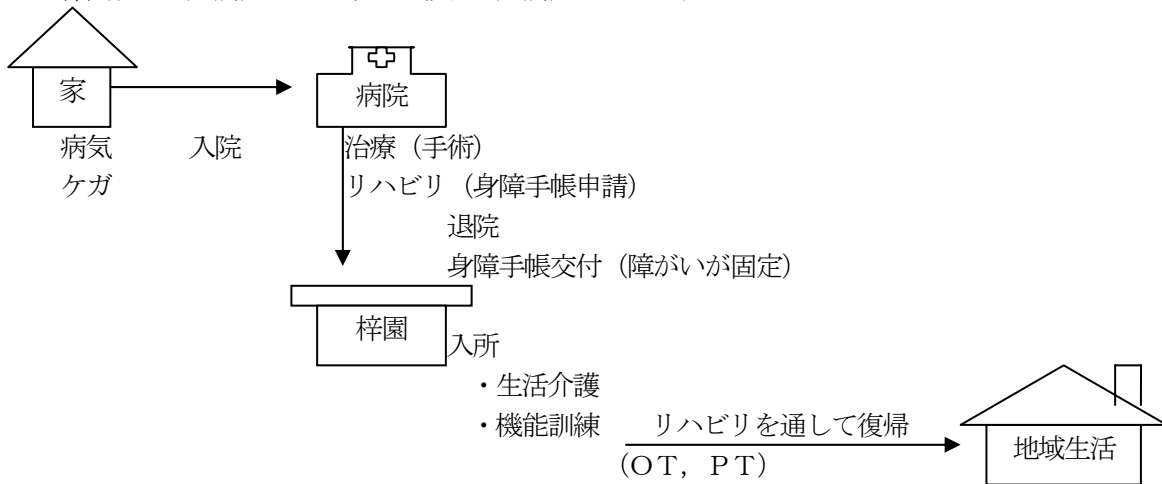 家
病院
病気 入院 治療（手術）
ケガ リハビリ（身障手帳申請）
退院
身障手帳交付（障がいが固定）
梓園
入所
・生活介護
・機能訓練 リハビリを通して復帰
（ＯＴ，ＰＴ）
地域生活